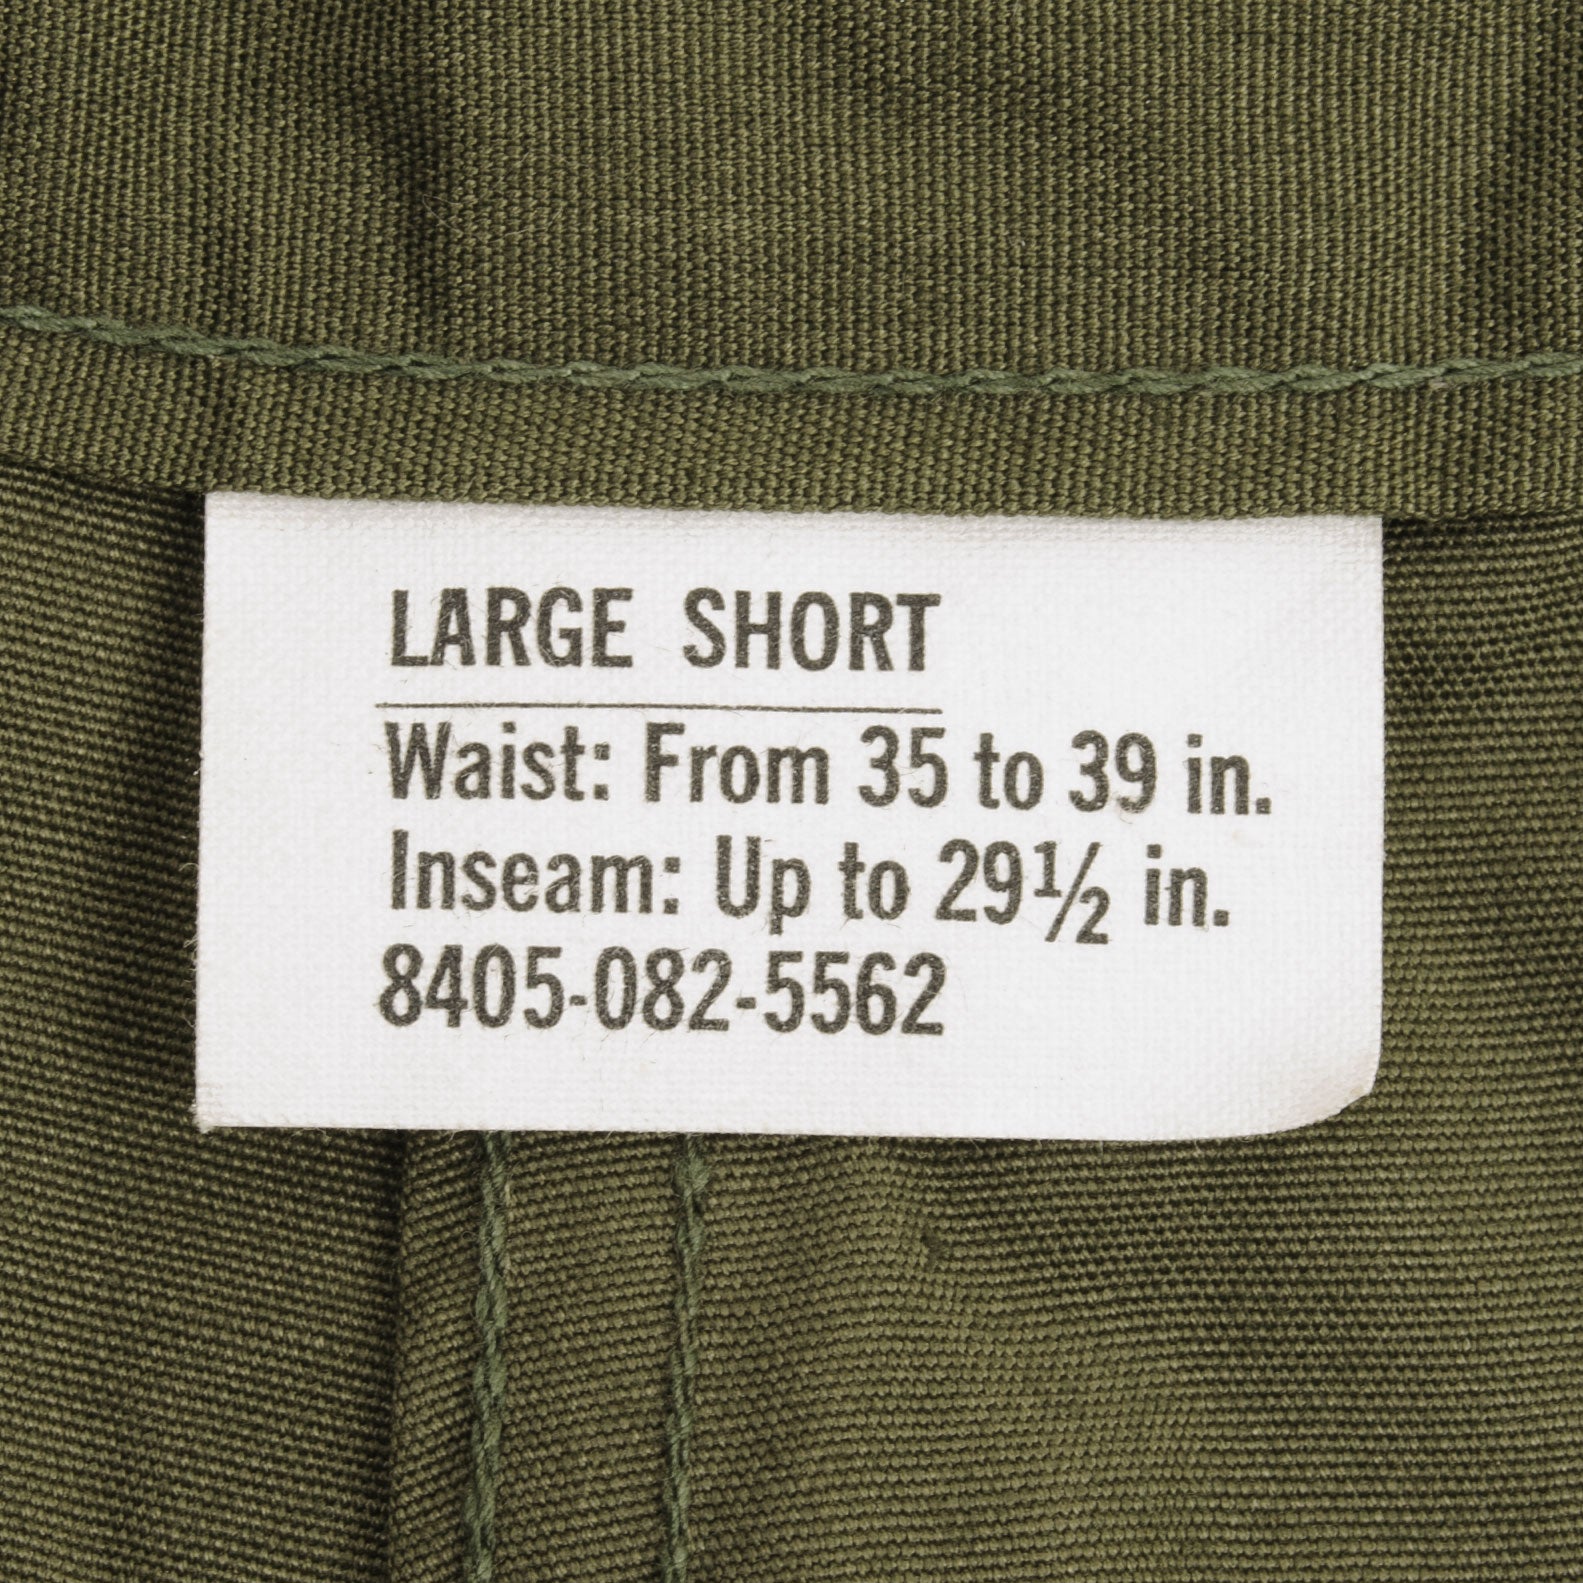 LARGE SHORT
Waist: From 35 to 39 in.
Inseam: Up to 29½ in.
8405-082-5562